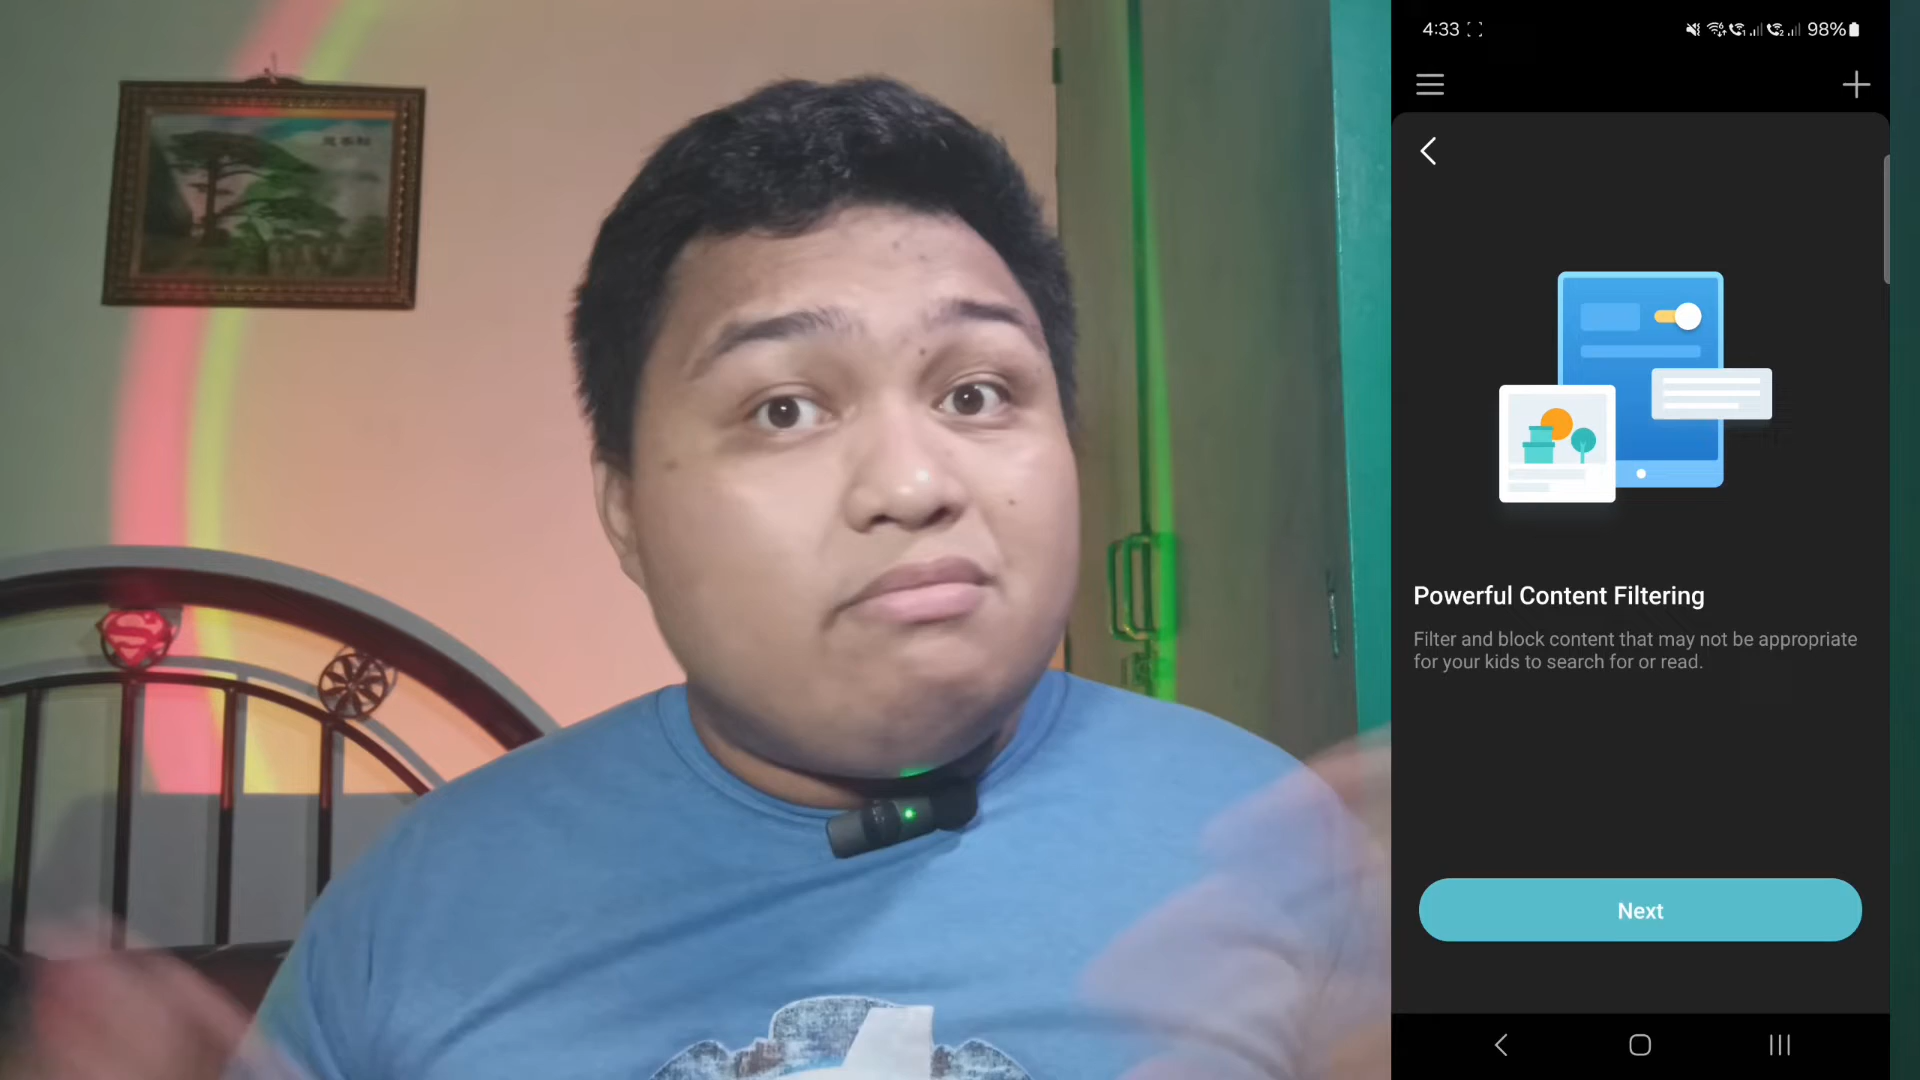 4:33
98%
Powerful Content Filtering
Filter and block content that may not be appropriate
for your kids to search for or read.
Next